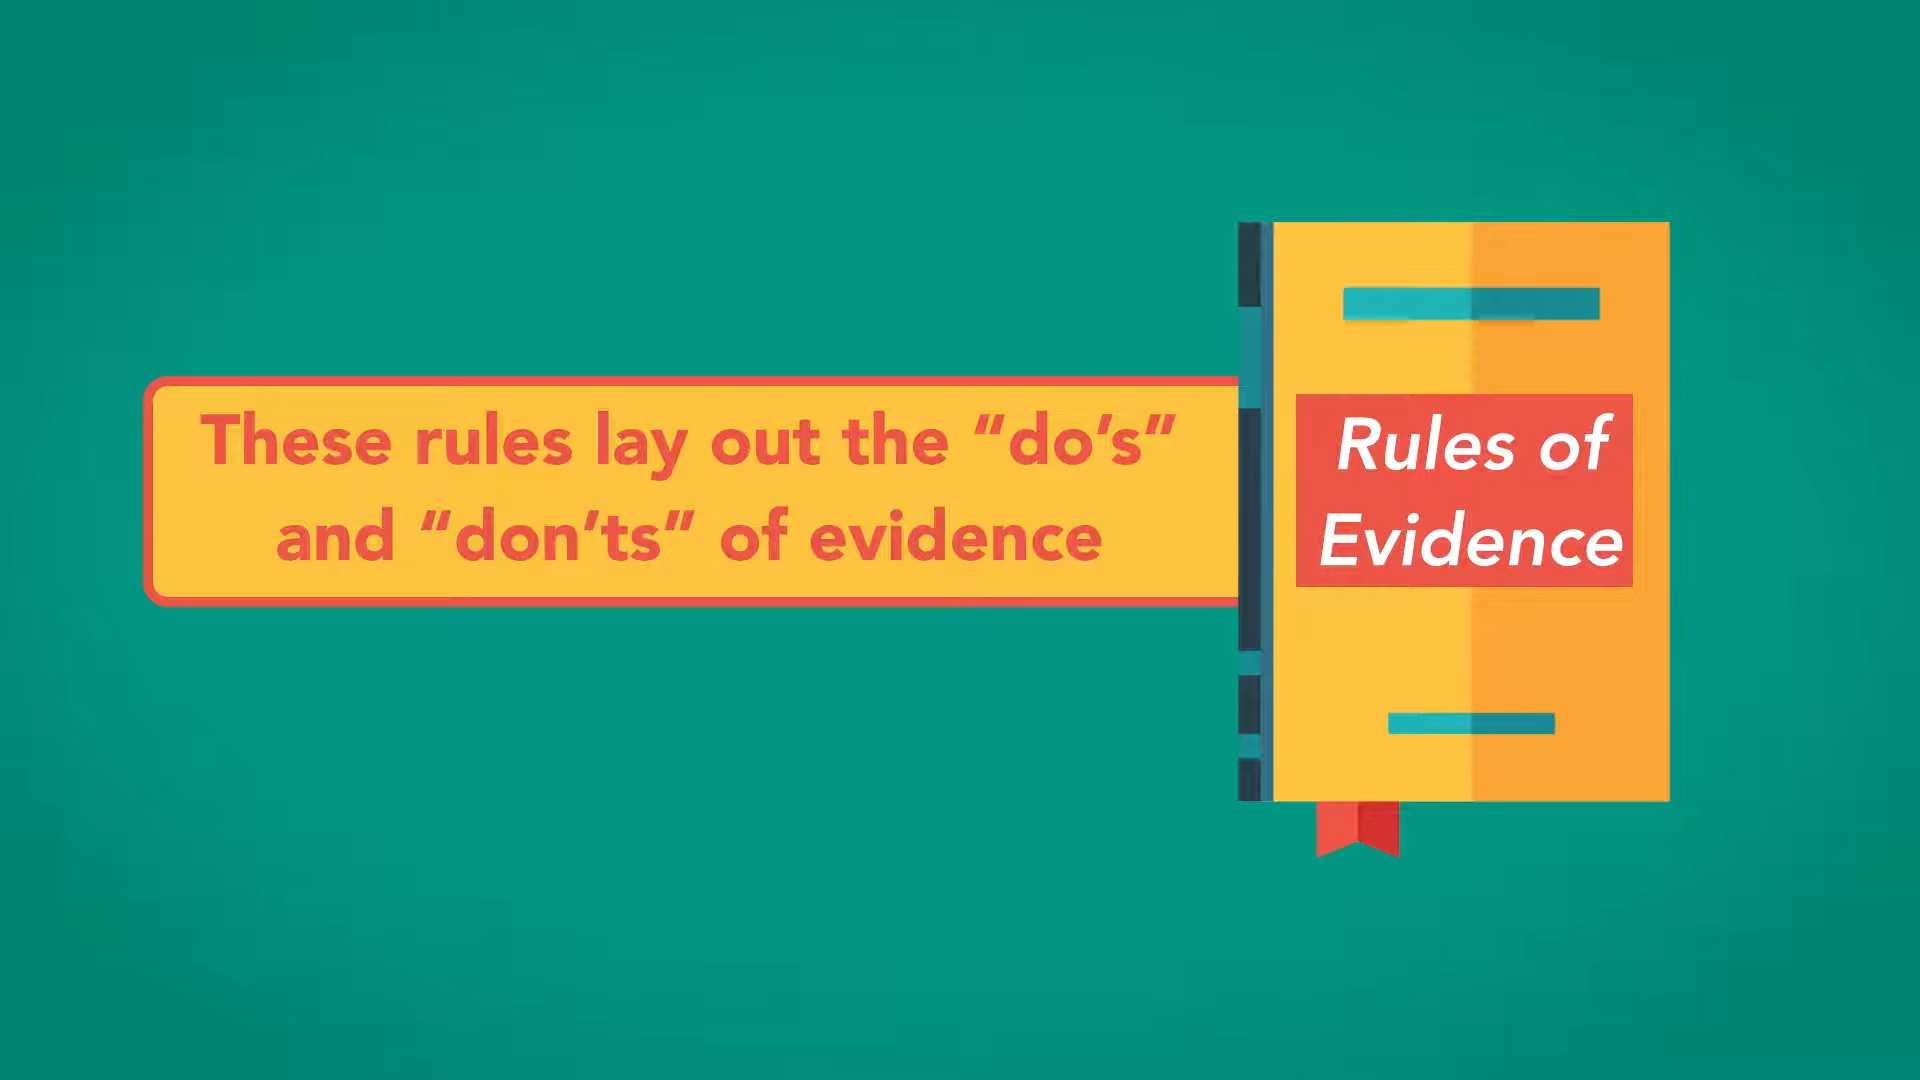 These rules lay out the “do’s”
and “don’ts” of evidence
Rules of
Evidence